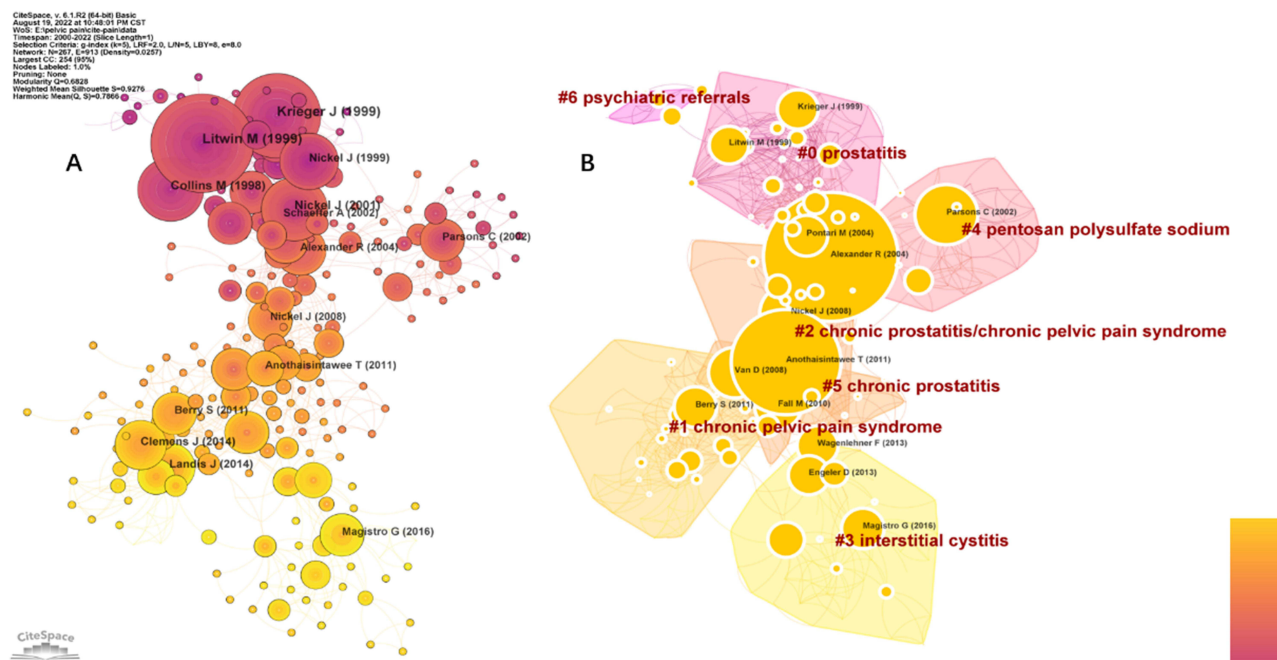 CiteSpace, v. 6.1.R2 (64-bit) Basic
August 19, 2022 at 10:48:01 PM CST
WoS: E:\pelvic pain\cite-pain\data
Timespan: 2000-2022 (Slice Length=1)
Selection Criteria: g-index (k=5), LRF=2.0, L/N=5, LBY=8, e=8.0
Network: N=267, E=913 (Density=0.0257)
Largest CC: 254 (95%)
Nodes Labeled: 1.0%
Pruning: None
Modularity Q=0.6828
Weighted Mean Silhouette S=0.9276
Harmonic Mean(Q, S)=0.7866
A
Krieger J (1999)
Litwin M (1999)
Nickel J (1999)
Collins M (1998)
Nickel J (2001)
Schaeffer A (2002)
Parsons C (2002)
Alexander R (2004)
Nickel J (2008)
Anothaisintawee T (2011)
Berry S (2011)
Clemens J (2014)
Landis J (2014)
Magistro G (2016)
CiteSpace
B
#6 psychiatric referrals
Krieger J (1999)
Litwin M (1999)
#0 prostatitis
Parsons C (2002)
#4 pentosan polysulfate sodium
Pontari M (2004)
Alexander R (2004)
Nickel J (2008)
#2 chronic prostatitis/chronic pelvic pain syndrome
Anothaisintawee T (2011)
Van D (2008)
#5 chronic prostatitis
Berry S (2011)
Fall M (2010)
#1 chronic pelvic pain syndrome
Wagenlehner F (2013)
Engeler D (2013)
Magistro G (2016)
#3 interstitial cystitis